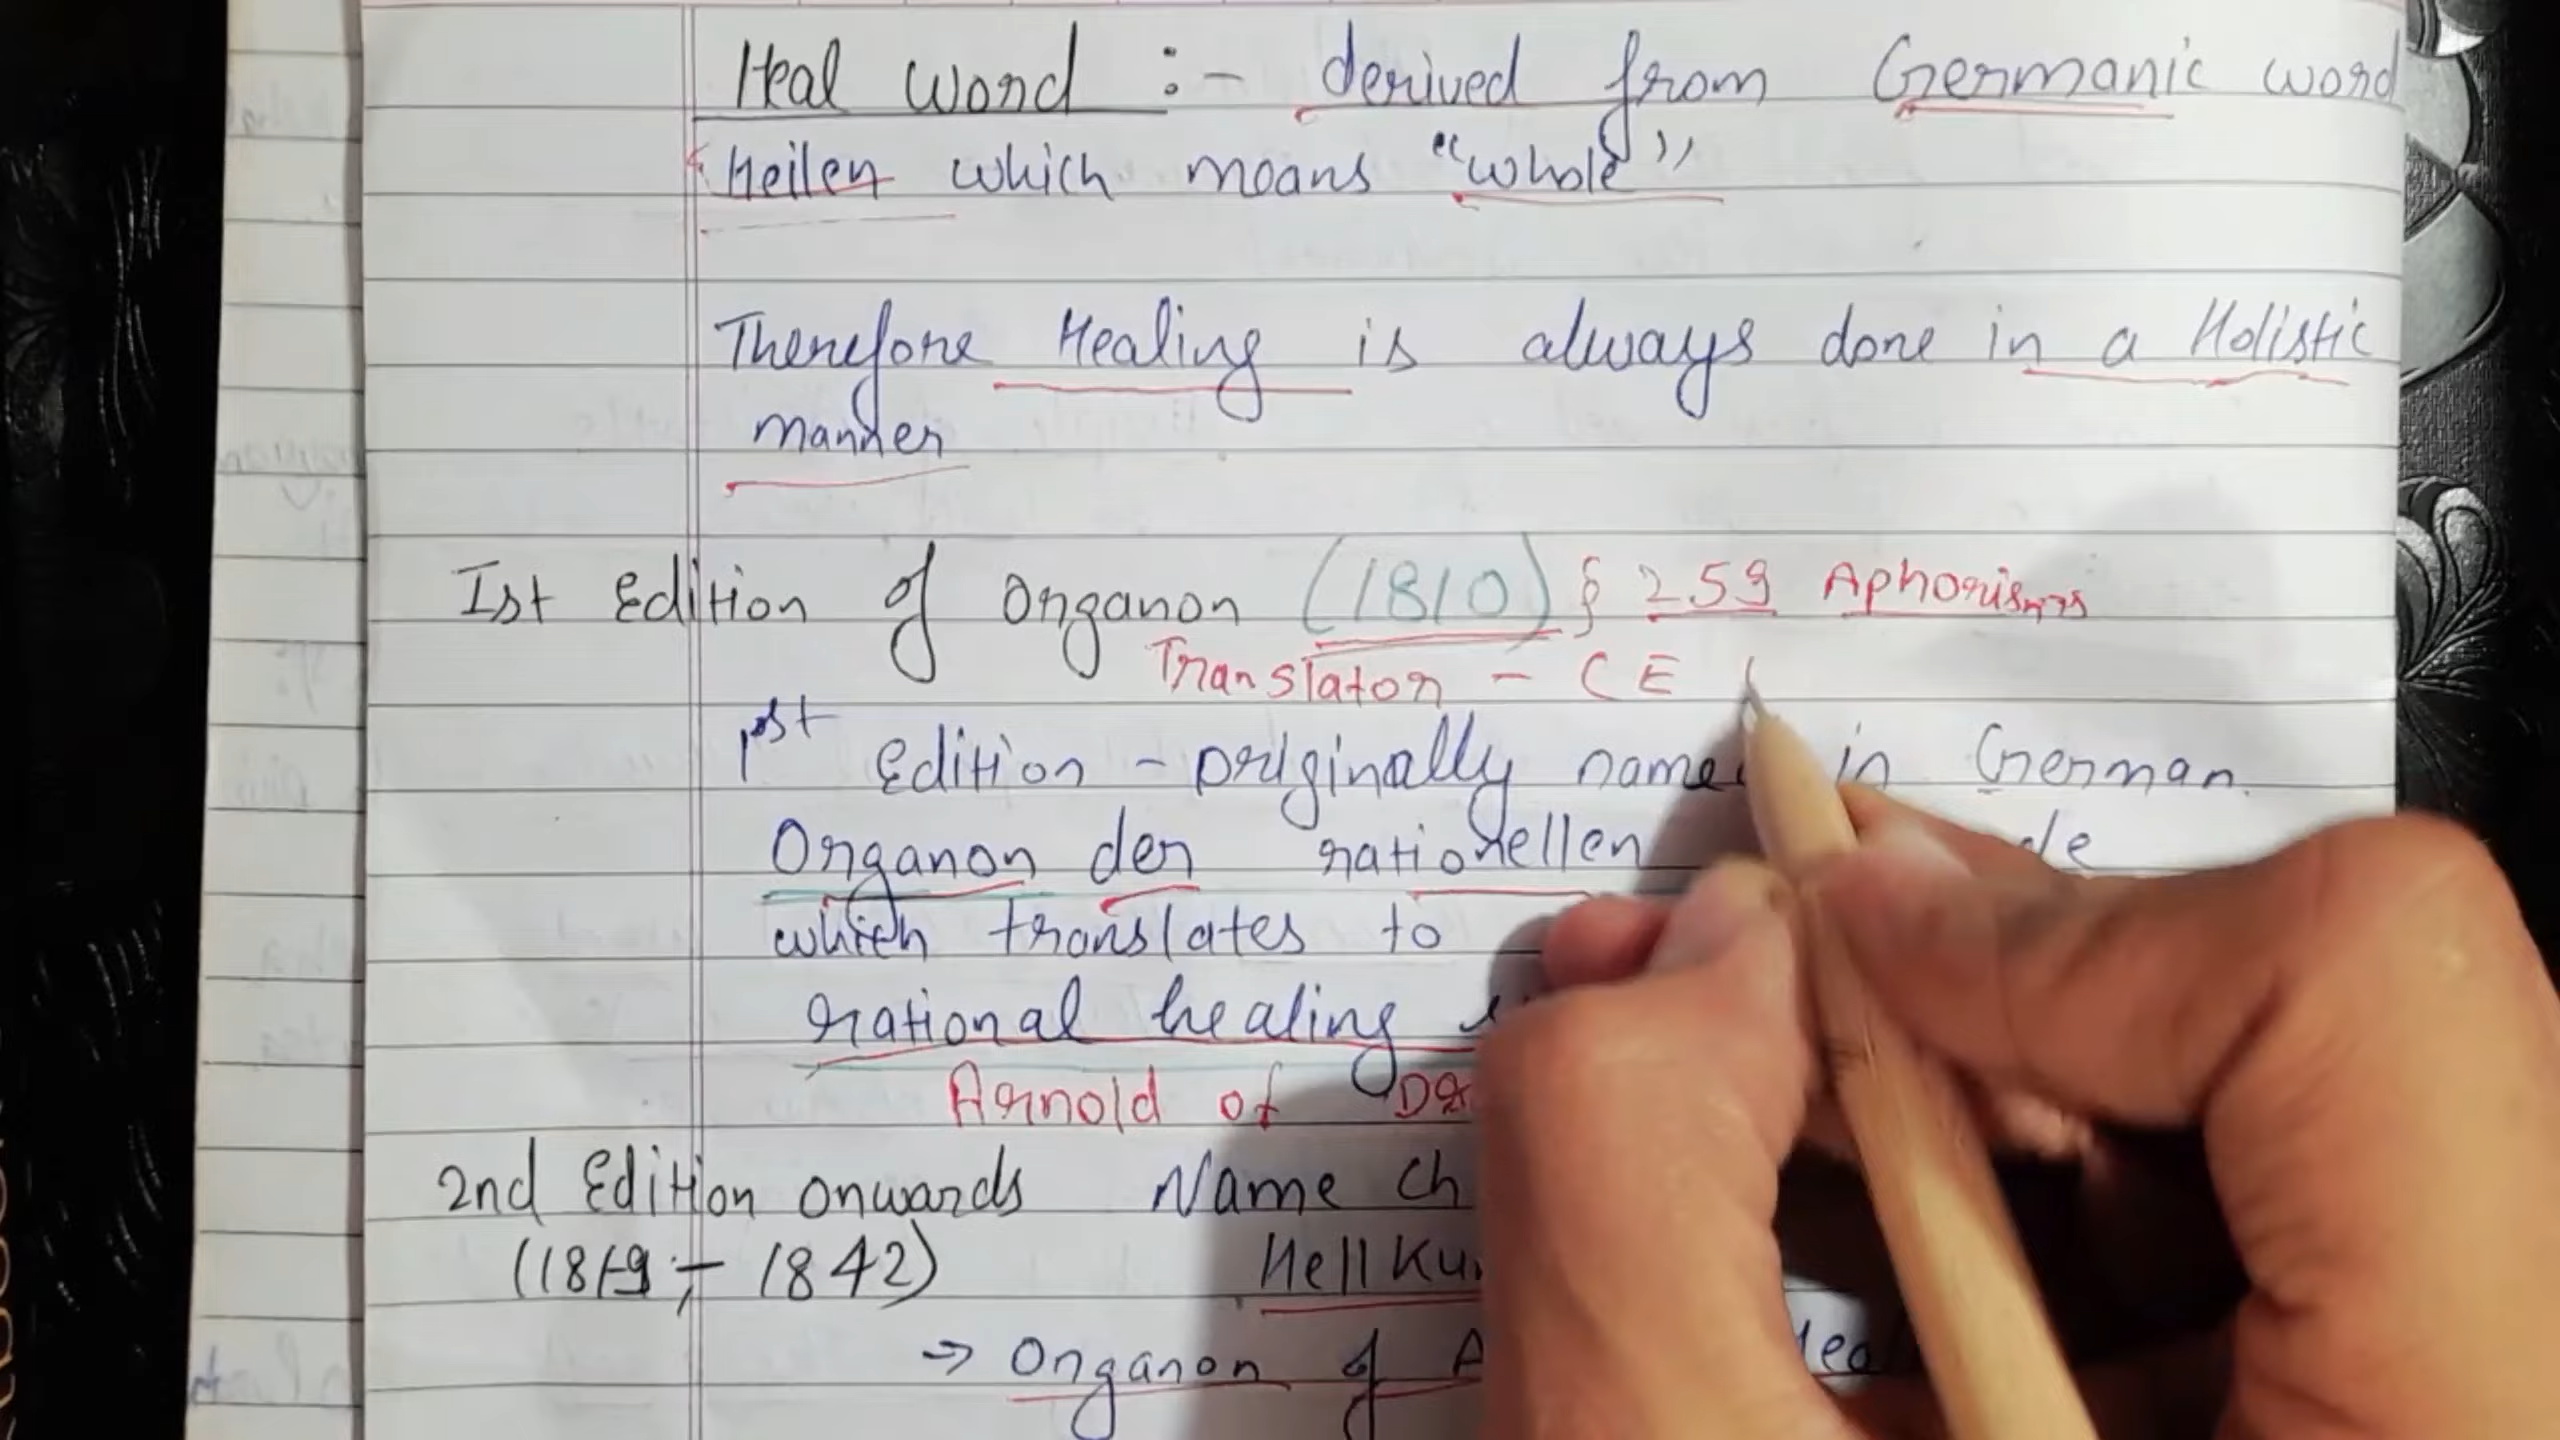 Heal word :- derived from Germanic word
heilen which means "whole"
Therefore Healing is always done in a Holistic
manner
Ist Edition of Organon (1810) § 259 Aphorisms
Translator - C E
1st Edition - originally named in German
Organon der rationellen
which translates to
rational healing
Arnold of
2nd Edition onwards Name
(1819 - 1842)
→ Organon of